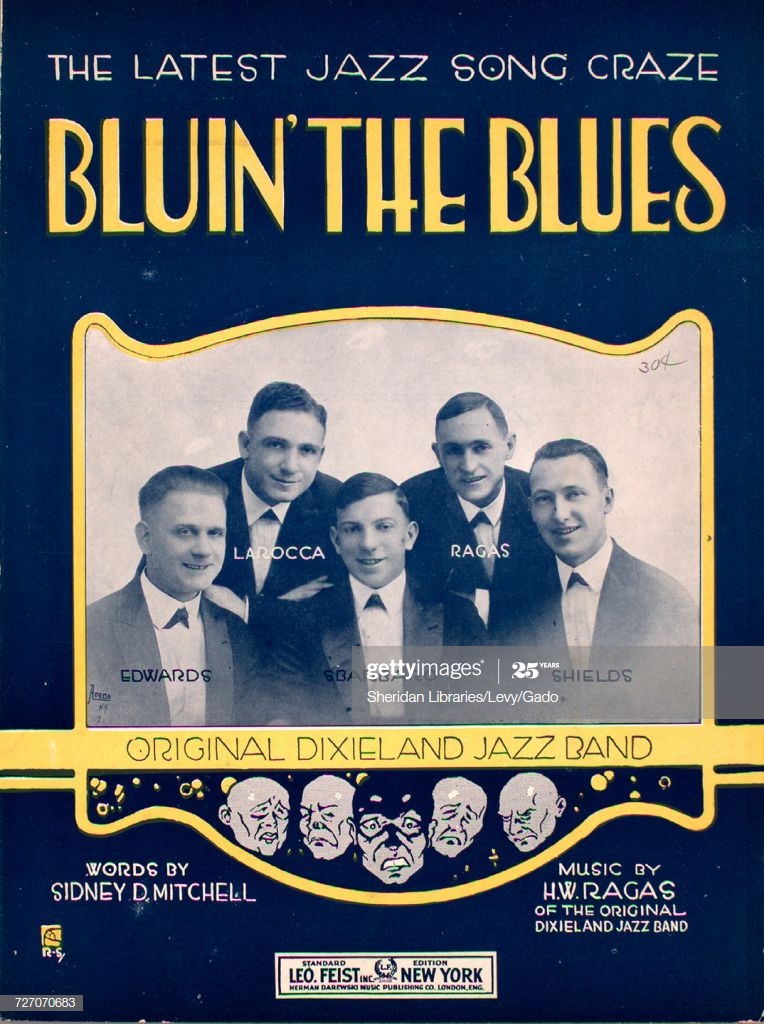 THE LATEST JAZZ SONG CRAZE
BLUIN' THE BLUES
30¢
LAROCCA
RAGAS
EDWARDS
SHIELDS
APEDA
N.Y.
gettyimages® | 25 YEARS
Sheridan Libraries/Levy/Gado
ORIGINAL DIXIELAND JAZZ BAND
WORDS BY
SIDNEY D. MITCHELL
MUSIC BY
H.W. RAGAS
OF THE ORIGINAL
DIXIELAND JAZZ BAND
R-S
STANDARD EDITION
LEO. FEIST INC. L.F. NEW YORK
HERMAN DAREWSKI MUSIC PUBLISHING CO. LONDON, ENG.
727070683